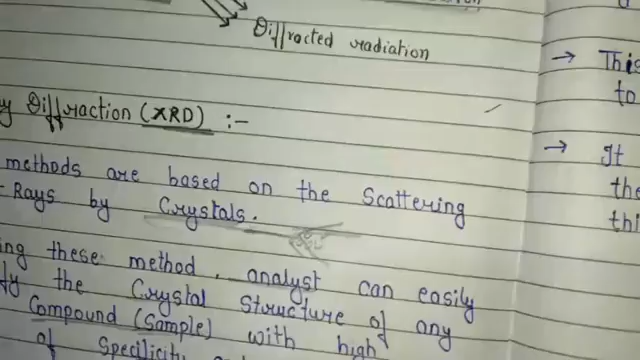 Diffracted radiation
Diffraction (XRD) :-
methods are based on the Scattering
- Rays by Crystals.
these method, analyst can easily
the Crystal Structure of any
Compound (Sample) with high
of
→ This
to
→ It
the